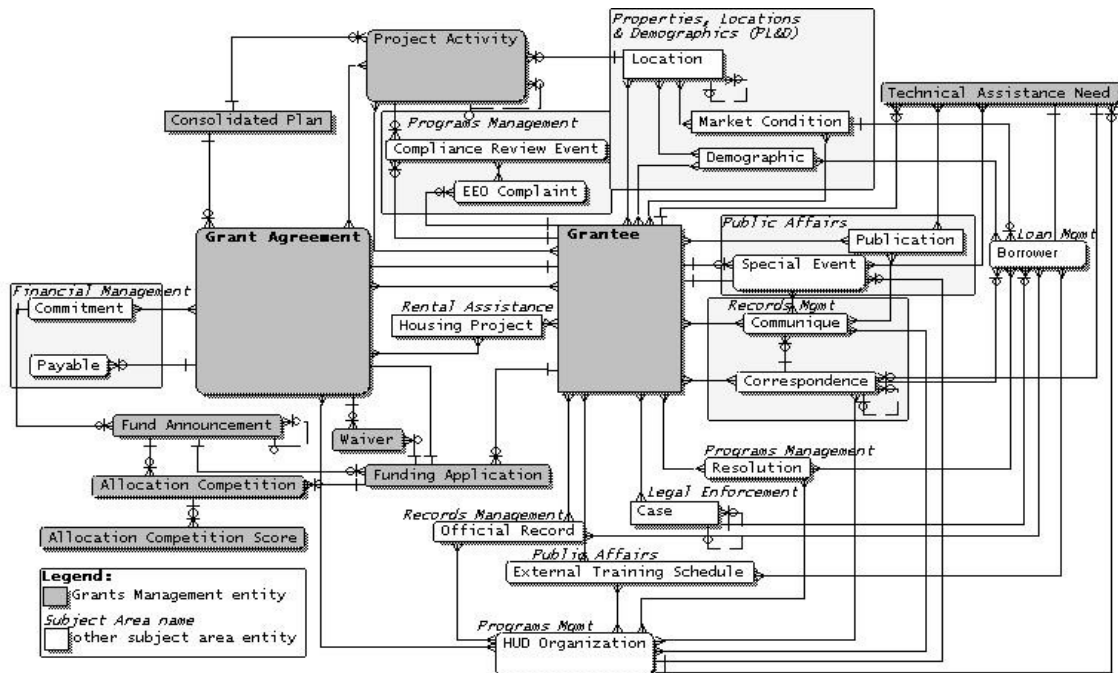 Properties, Locations
& Demographics (PL&D)
Project Activity
Location
Technical Assistance Need
Consolidated Plan
Programs Management
Market Condition
Compliance Review Event
Demographic
EEO Complaint
Public Affairs
Grant Agreement
Grantee
Publication
Loan Mgmt
Borrower
Special Event
Financial Management
Commitment
Rental Assistance
Housing Project
Records Mgmt
Communique
Payable
Correspondence
Fund Announcement
Waiver
Programs Management
Resolution
Funding Application
Allocation Competition
Legal Enforcement
Case
Records Management
Official Record
Allocation Competition Score
Public Affairs
External Training Schedule
Legend:
Grants Management entity
Subject Area name
other subject area entity
Programs Mgmt
HUD Organization